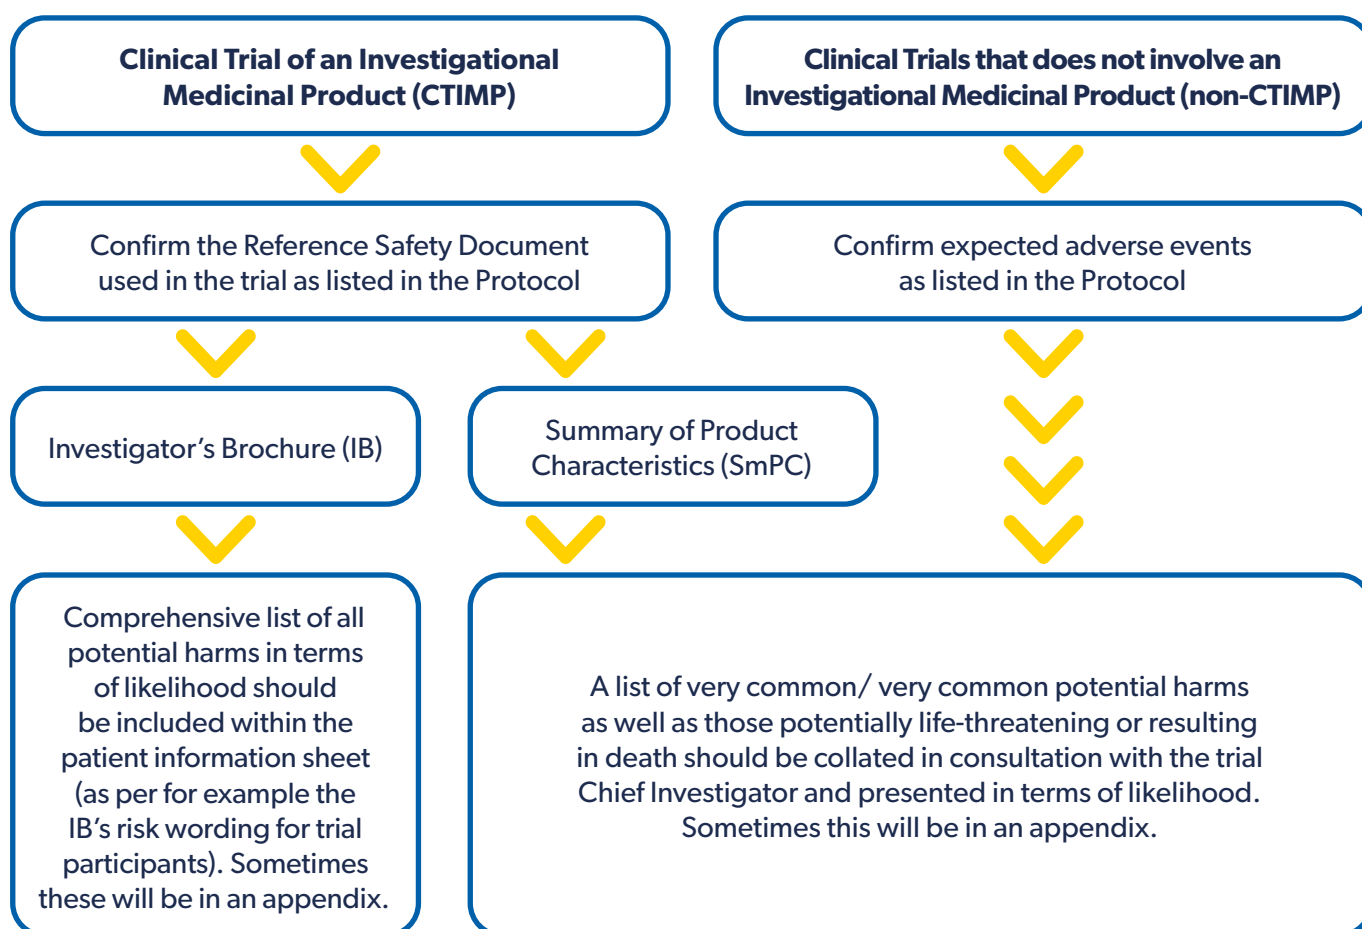 Clinical Trial of an Investigational
Medicinal Product (CTIMP)
Clinical Trials that does not involve an
Investigational Medicinal Product (non-CTIMP)
Confirm the Reference Safety Document
used in the trial as listed in the Protocol
Confirm expected adverse events
as listed in the Protocol
Investigator’s Brochure (IB)
Summary of Product
Characteristics (SmPC)
Comprehensive list of all
potential harms in terms
of likelihood should
be included within the
patient information sheet
(as per for example the
IB’s risk wording for trial
participants). Sometimes
these will be in an appendix.
A list of very common/ very common potential harms
as well as those potentially life-threatening or resulting
in death should be collated in consultation with the trial
Chief Investigator and presented in terms of likelihood.
Sometimes this will be in an appendix.